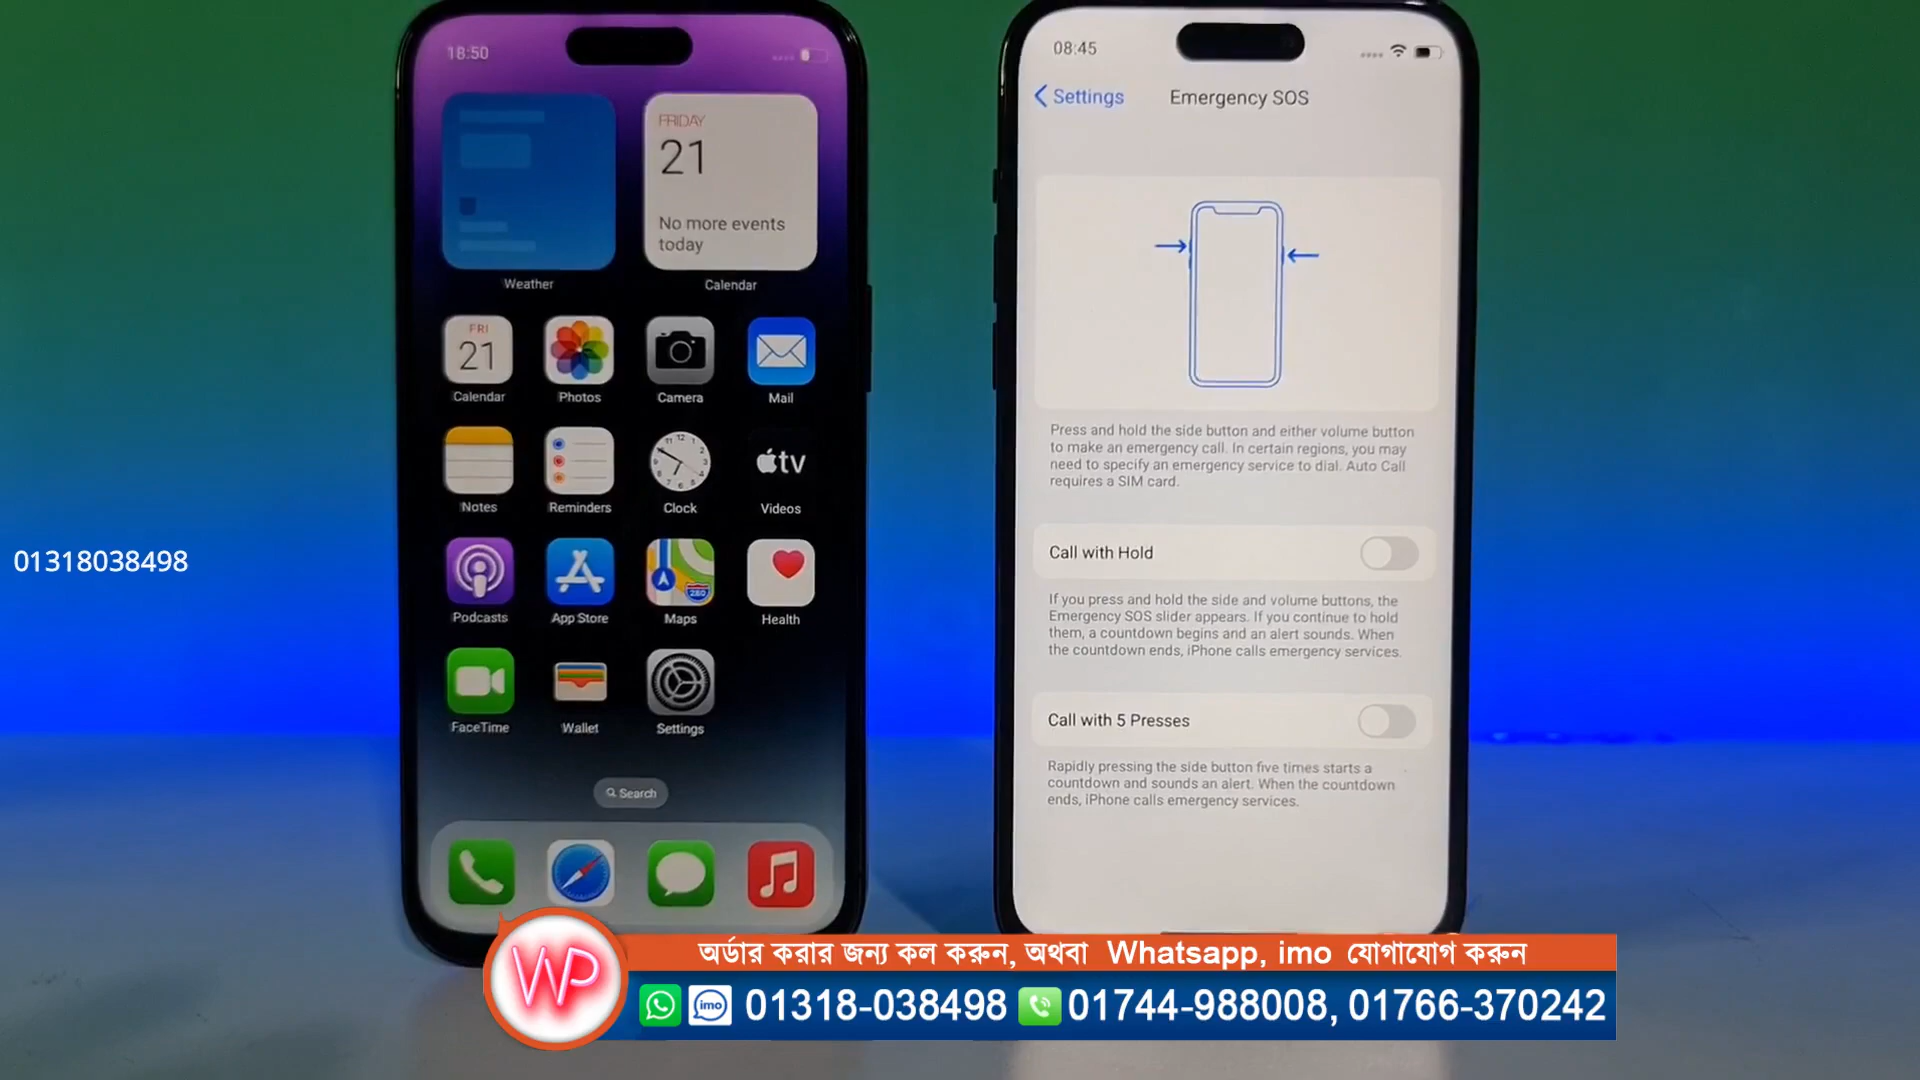 18:50
FRIDAY
21
No more events
today
Weather
Calendar
FRI
21
Calendar
Photos
Camera
Mail
Notes
Reminders
Clock
tv
Videos
Podcasts
App Store
280
Maps
Health
FaceTime
Wallet
Settings
Search
08:45
Settings
Emergency SOS
Press and hold the side button and either volume button
to make an emergency call. In certain regions, you may
need to specify an emergency service to dial. Auto Call
requires a SIM card.
Call with Hold
If you press and hold the side and volume buttons, the
Emergency SOS slider appears. If you continue to hold
them, a countdown begins and an alert sounds. When
the countdown ends, iPhone calls emergency services.
Call with 5 Presses
Rapidly pressing the side button five times starts a
countdown and sounds an alert. When the countdown
ends, iPhone calls emergency services.
01318038498
WP
অর্ডার করার জন্য কল করুন, অথবা Whatsapp, imo যোগাযোগ করুন
imo 01318-038498 01744-988008, 01766-370242